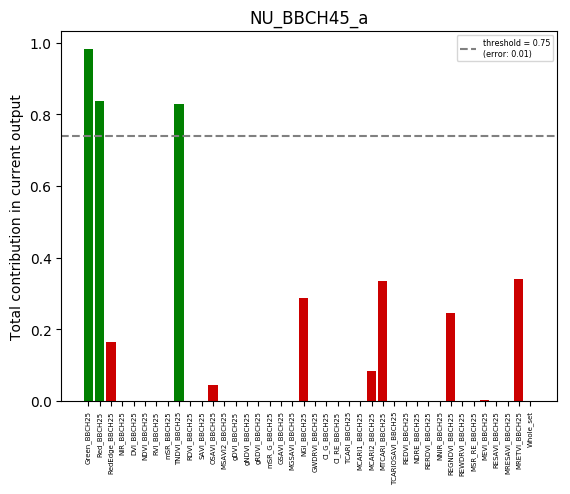 NU_BBCH45_a
threshold = 0.75
(error: 0.01)
Total contribution in current output
1.0
0.8
0.6
0.4
0.2
0.0
Green_BBCH25
Red_BBCH25
RedEdge_BBCH25
NIR_BBCH25
DVI_BBCH25
NDVI_BBCH25
RVI_BBCH25
mSR_BBCH25
TNDVI_BBCH25
RDVI_BBCH25
SAVI_BBCH25
OSAVI_BBCH25
MSAVI2_BBCH25
gDVI_BBCH25
gNDVI_BBCH25
gRDVI_BBCH25
mSR_G_BBCH25
GSAVI_BBCH25
MGSAVI_BBCH25
NGI_BBCH25
GWDRVI_BBCH25
CI_G_BBCH25
CI_RE_BBCH25
TCARI_BBCH25
MCARI1_BBCH25
MCARI2_BBCH25
MTCARI_BBCH25
TCARIOSAVI_BBCH25
REDVI_BBCH25
NDRE_BBCH25
RERDVI_BBCH25
NNIR_BBCH25
REGNDVI_BBCH25
REWDRVI_BBCH25
MSR_RE_BBCH25
MEVI_BBCH25
RESAVI_BBCH25
MRESAVI_BBCH25
MRETVI_BBCH25
Whole_set